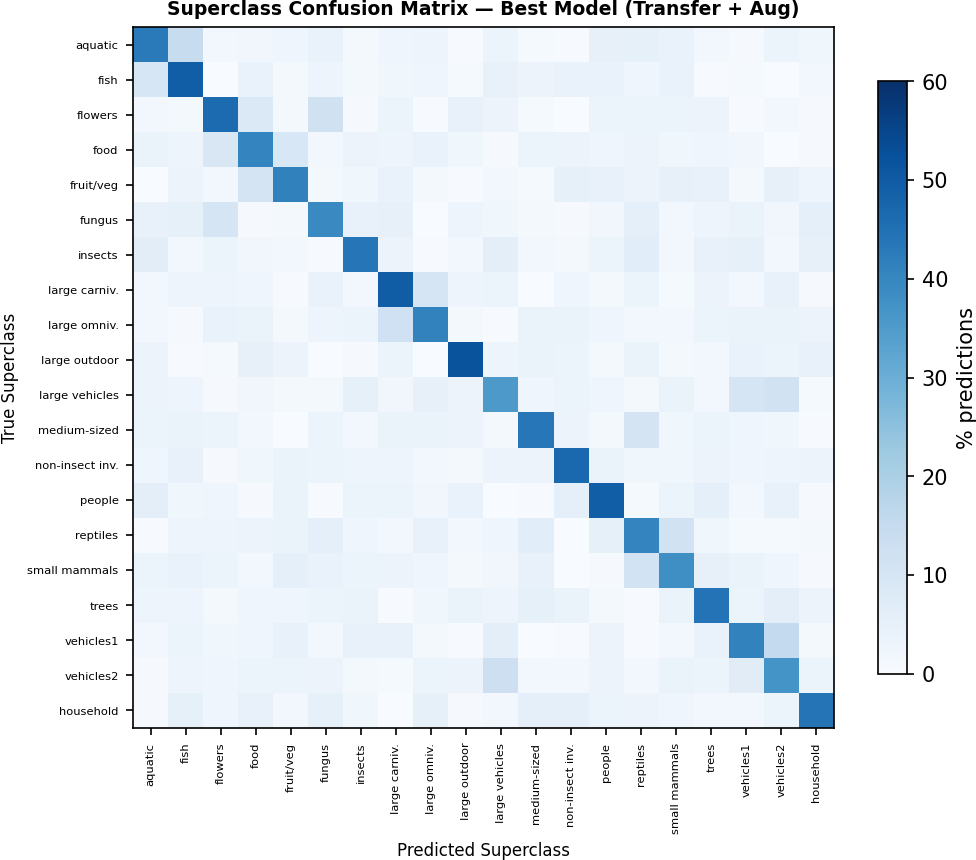 Superclass Confusion Matrix — Best Model (Transfer + Aug)
True Superclass
aquatic
fish
flowers
food
fruit/veg
fungus
insects
large carniv.
large omniv.
large outdoor
large vehicles
medium-sized
non-insect inv.
people
reptiles
small mammals
trees
vehicles1
vehicles2
household
aquatic
fish
flowers
food
fruit/veg
fungus
insects
large carniv.
large omniv.
large outdoor
large vehicles
medium-sized
non-insect inv.
people
reptiles
small mammals
trees
vehicles1
vehicles2
household
Predicted Superclass
60
50
40
30
20
10
0
% predictions